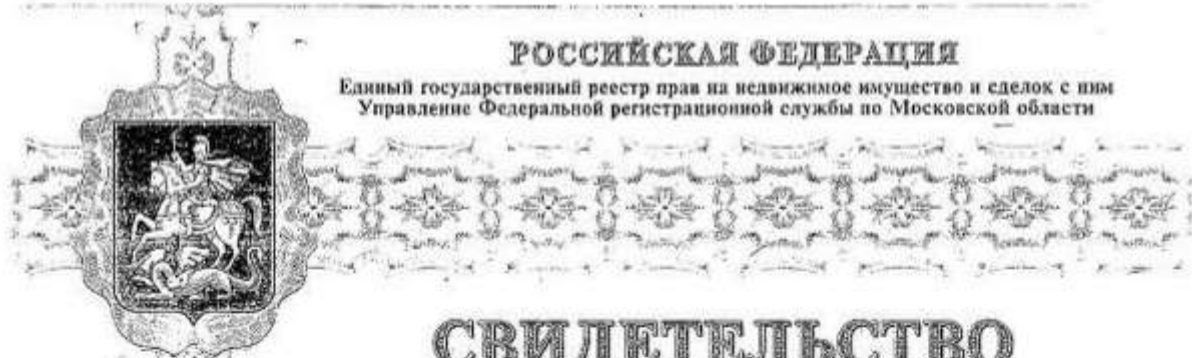 РОССИЙСКАЯ ФЕДЕРАЦИЯ
Единый государственный реестр прав на недвижимое имущество и сделок с ним
Управление Федеральной регистрационной службы по Московской области
СВИДЕТЕЛЬСТВО